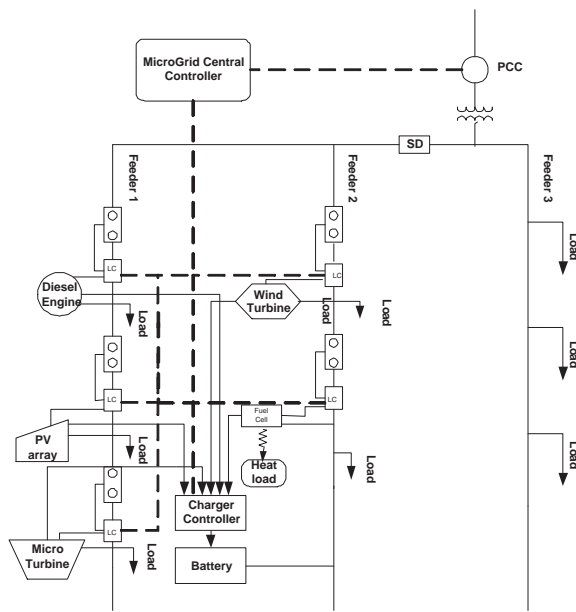 MicroGrid Central
Controller
PCC
SD
Feeder 1
Feeder 2
Feeder 3
Load
LC
LC
Diesel
Engine
Wind
Turbine
Load
Load
Load
Load
LC
LC
Fuel
Cell
PV
array
Load
Heat
load
Load
Load
Charger
Controller
LC
Micro
Turbine
Load
Battery